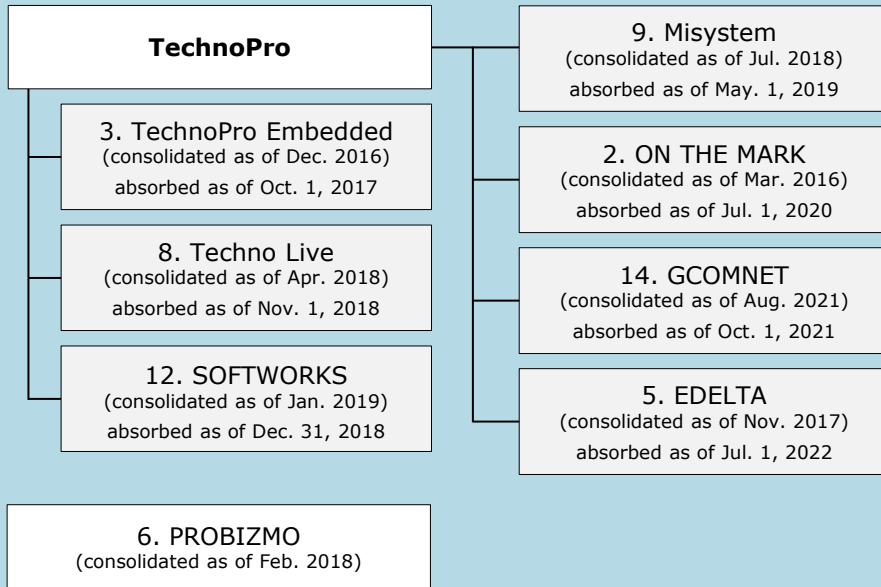 TechnoPro
3. TechnoPro Embedded
(consolidated as of Dec. 2016)
absorbed as of Oct. 1, 2017
8. Techno Live
(consolidated as of Apr. 2018)
absorbed as of Nov. 1, 2018
12. SOFTWORKS
(consolidated as of Jan. 2019)
absorbed as of Dec. 31, 2018
9. Misystem
(consolidated as of Jul. 2018)
absorbed as of May. 1, 2019
2. ON THE MARK
(consolidated as of Mar. 2016)
absorbed as of Jul. 1, 2020
14. GCOMNET
(consolidated as of Aug. 2021)
absorbed as of Oct. 1, 2021
5. EDELTA
(consolidated as of Nov. 2017)
absorbed as of Jul. 1, 2022
6. PROBIZMO
(consolidated as of Feb. 2018)